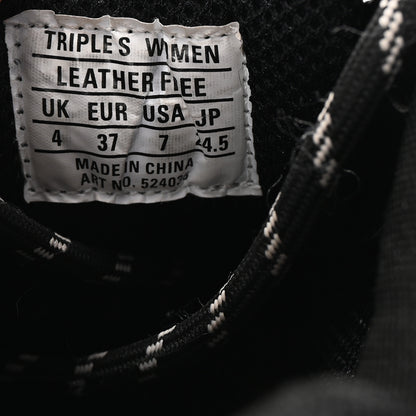 TRIPLE S WOMEN
LEATHER FREE
UK EUR USA JP
4 37 7 24.5
MADE IN CHINA
ART NO. 524039